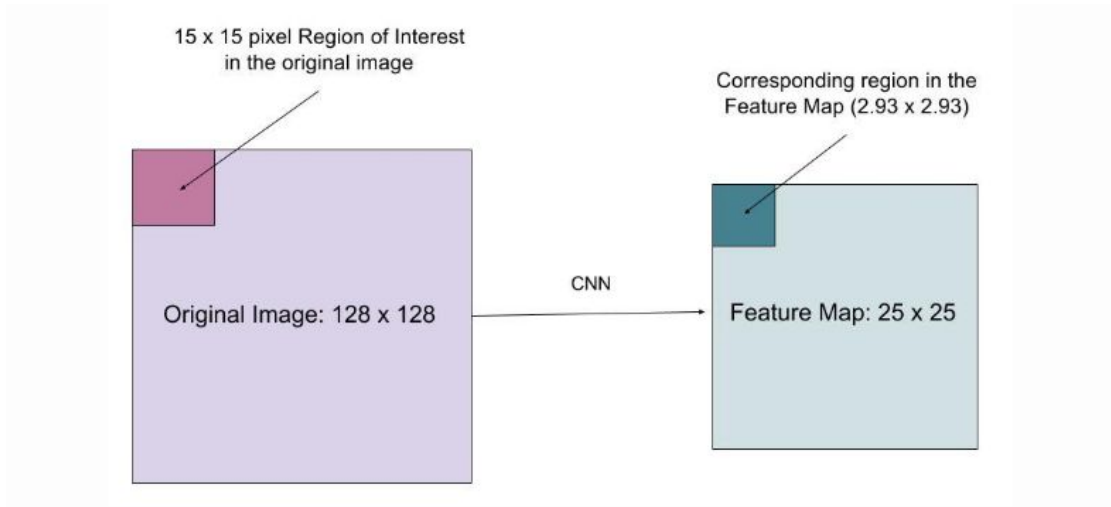 15 x 15 pixel Region of Interest
in the original image
Corresponding region in the
Feature Map (2.93 x 2.93)
CNN
Original Image: 128 x 128
Feature Map: 25 x 25